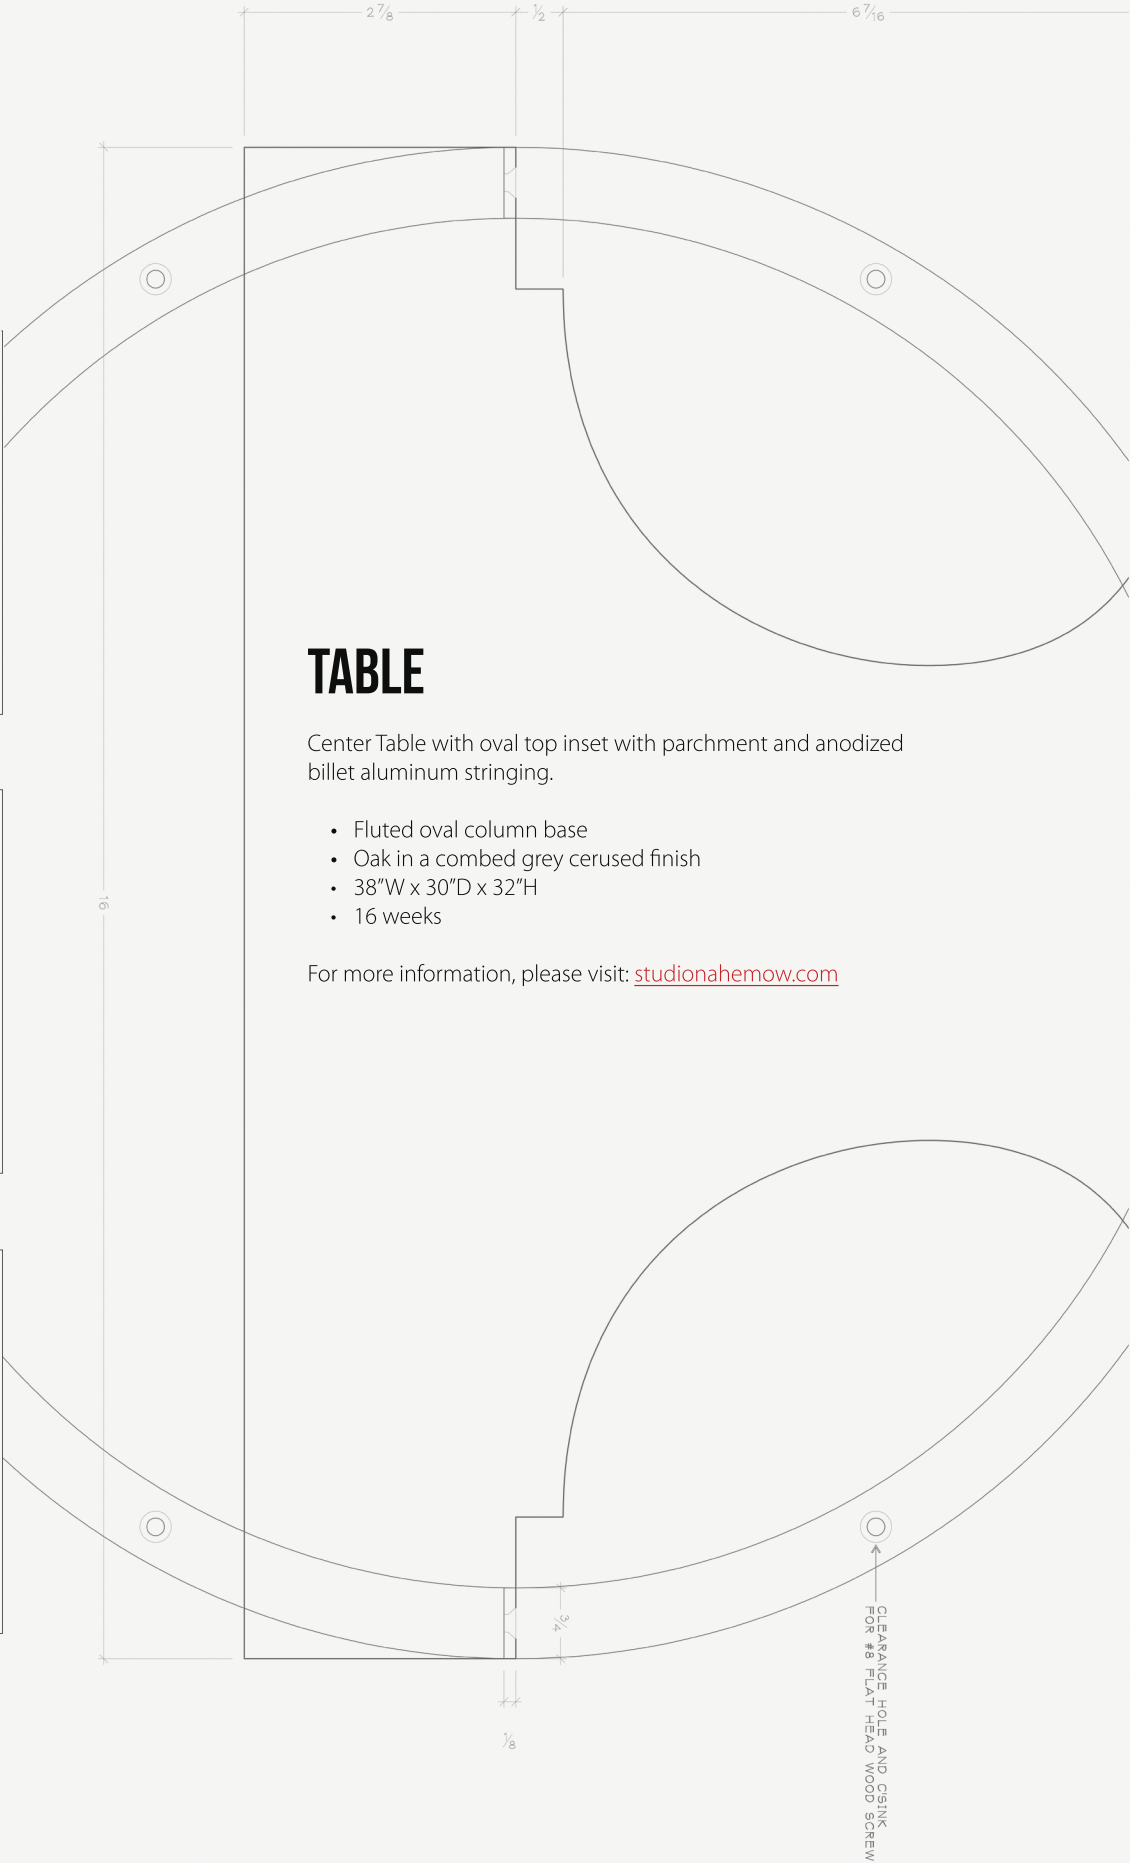 2 7/8
1/2
6 7/16
16
TABLE
Center Table with oval top inset with parchment and anodized
billet aluminum stringing.
• Fluted oval column base
• Oak in a combed grey cerused finish
• 38”W x 30”D x 32”H
• 16 weeks
For more information, please visit: studionahemow.com
3/4
1/8
CLEARANCE HOLE AND C'SINK
FOR #8 FLAT HEAD WOOD SCREW